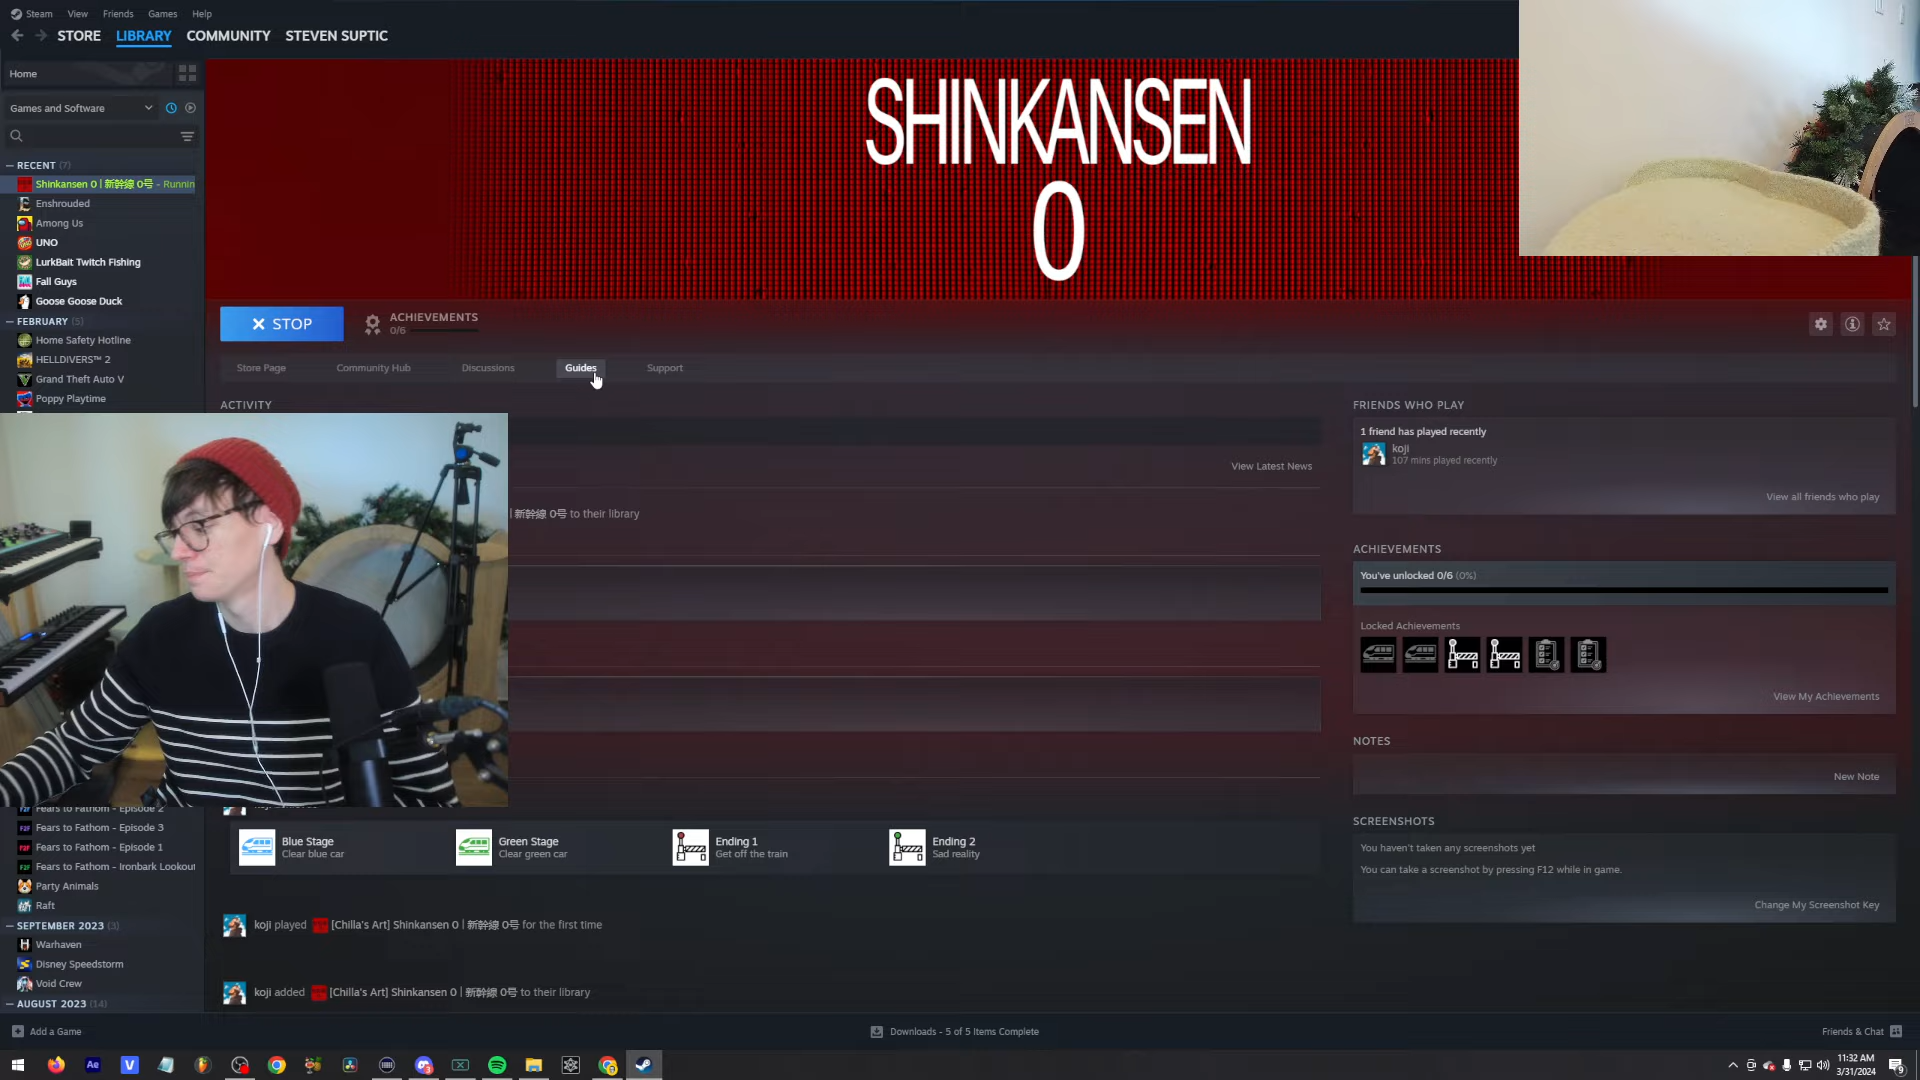 Steam View Friends Games Help
STORE LIBRARY COMMUNITY STEVEN SUPTIC
Home
Games and Software
RECENT (7)
Shinkansen 0 | 新幹線 0号 - Runnin
Enshrouded
Among Us
UNO
LurkBait Twitch Fishing
Fall Guys
Goose Goose Duck
FEBRUARY (5)
Home Safety Hotline
HELLDIVERS™ 2
Grand Theft Auto V
Poppy Playtime
Fears to Fathom - Episode 2
Fears to Fathom - Episode 3
Fears to Fathom - Episode 1
Fears to Fathom - Ironbark Lookout
Party Animals
Raft
SEPTEMBER 2023 (3)
Warhaven
Disney Speedstorm
Void Crew
AUGUST 2023 (14)
Add a Game
SHINKANSEN
0
STOP
ACHIEVEMENTS
0/6
Store Page Community Hub Discussions Guides Support
ACTIVITY
View Latest News
| 新幹線 0号 to their library
Blue Stage
Clear blue car
Green Stage
Clear green car
Ending 1
Get off the train
Ending 2
Sad reality
koji played [Chilla's Art] Shinkansen 0 | 新幹線 0号 for the first time
koji added [Chilla's Art] Shinkansen 0 | 新幹線 0号 to their library
FRIENDS WHO PLAY
1 friend has played recently
koji
107 mins played recently
View all friends who play
ACHIEVEMENTS
You've unlocked 0/6 (0%)
Locked Achievements
View My Achievements
NOTES
New Note
SCREENSHOTS
You haven't taken any screenshots yet
You can take a screenshot by pressing F12 while in game.
Change My Screenshot Key
Downloads - 5 of 5 Items Complete
Friends & Chat
11:32 AM
3/31/2024